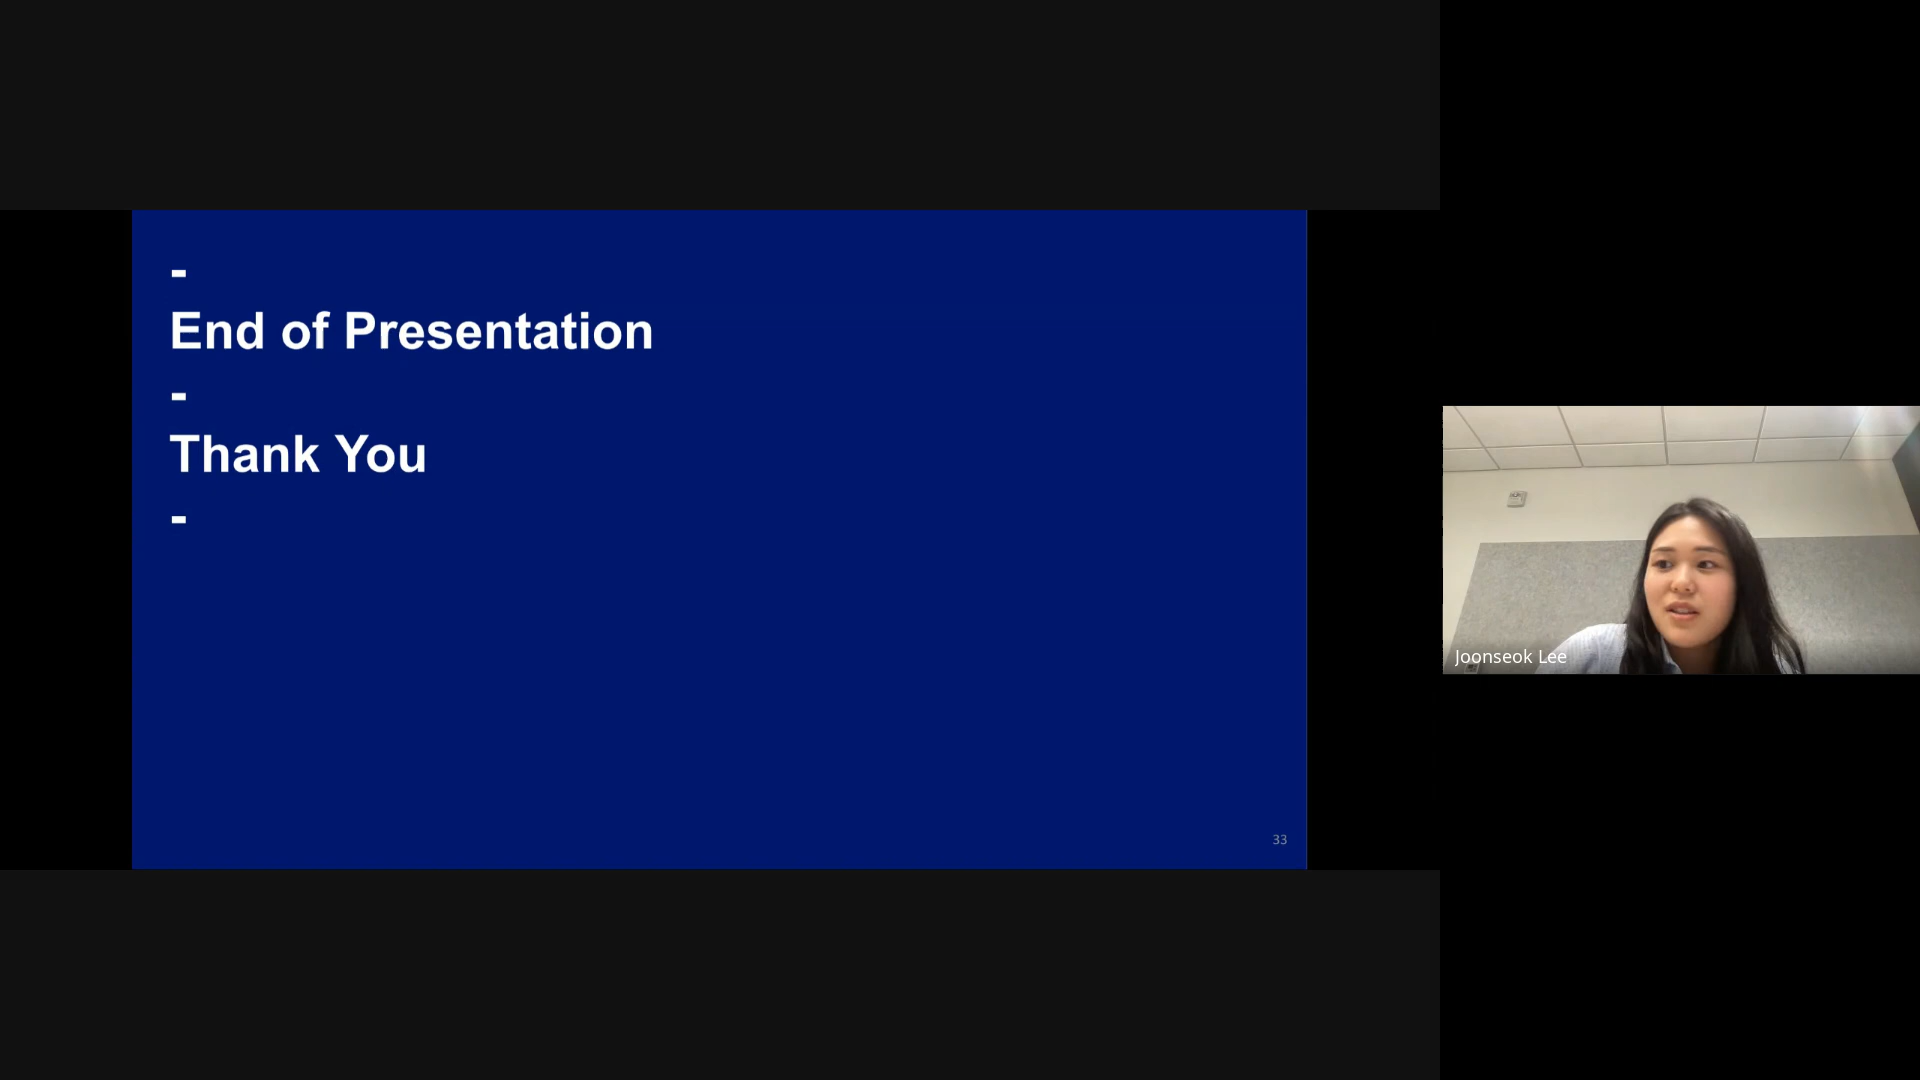 -
End of Presentation
-
Thank You
-
33
Joonseok Lee